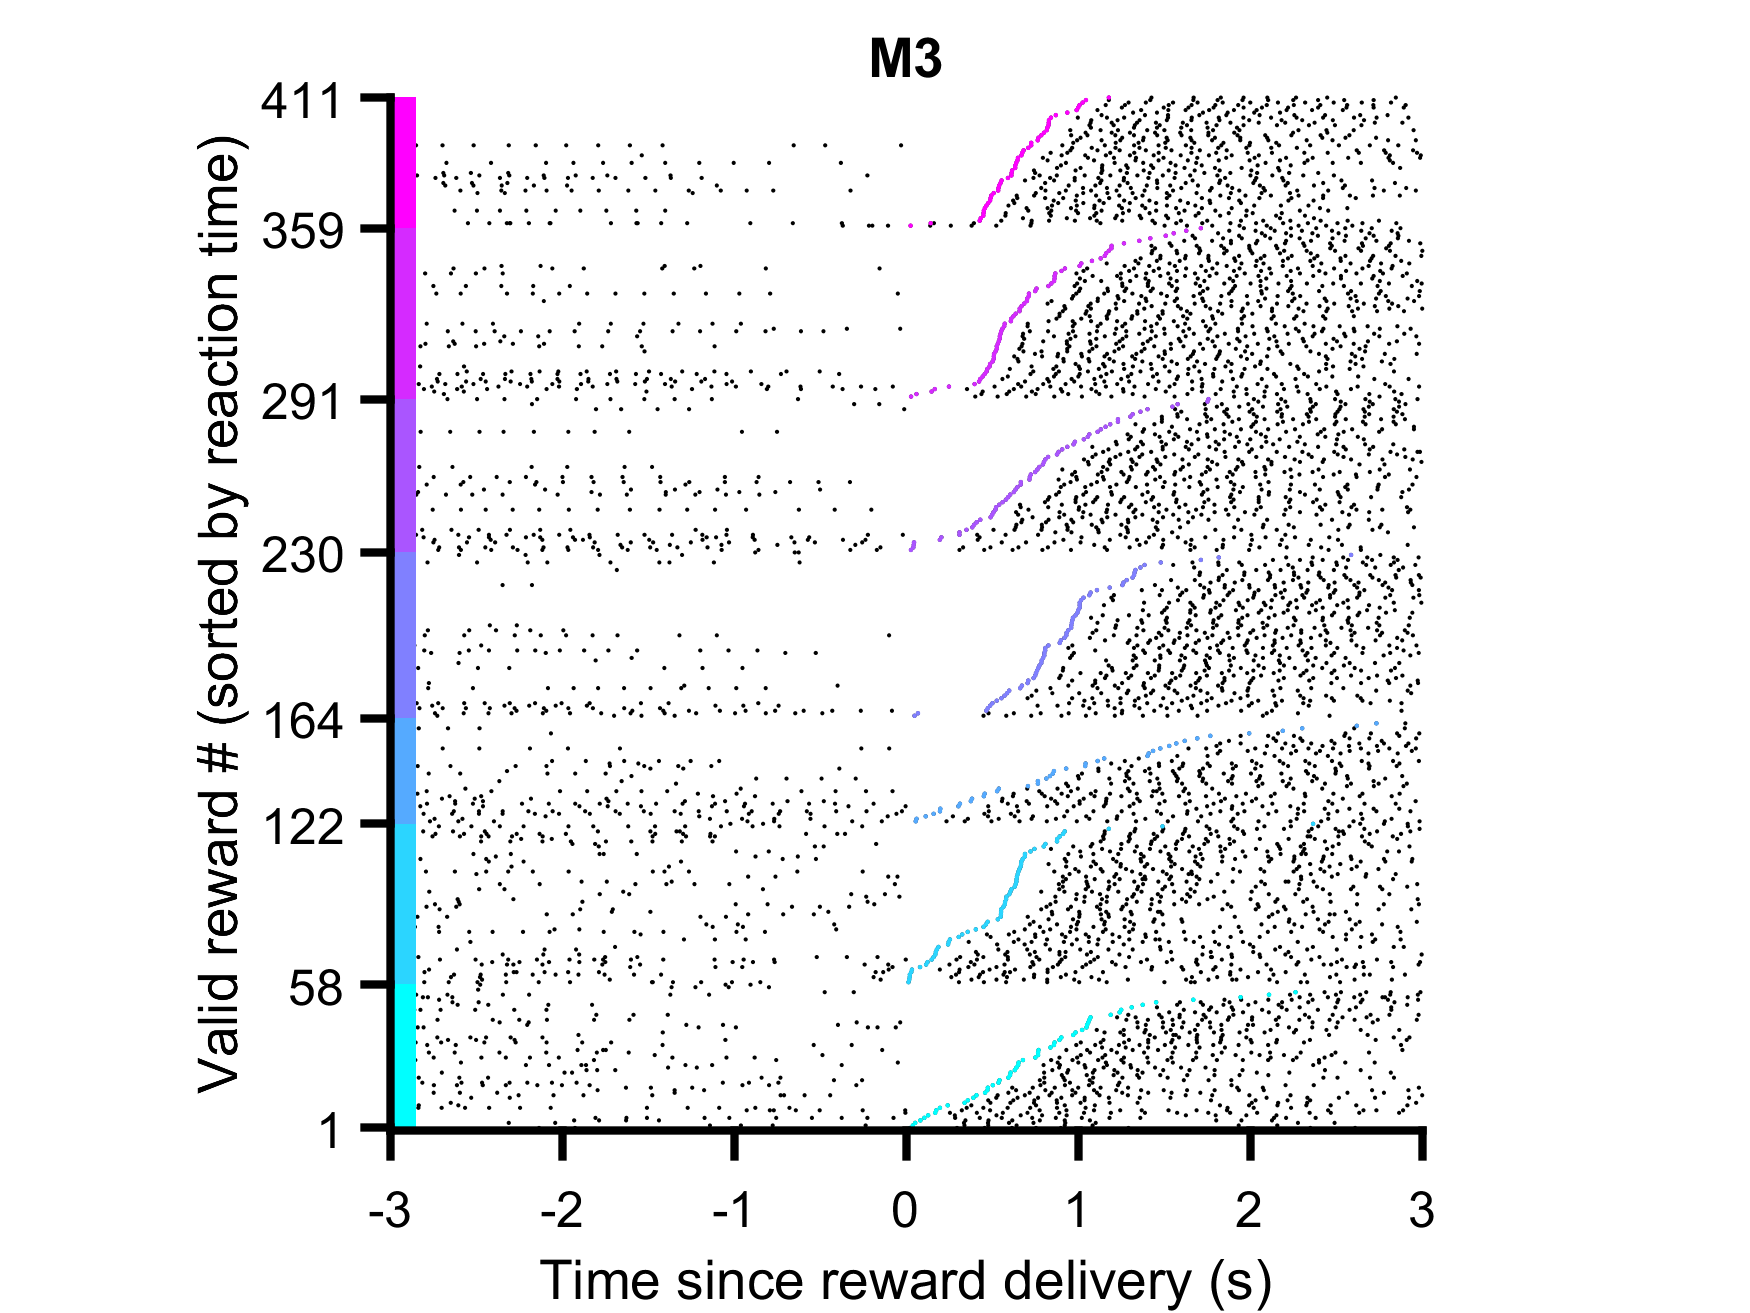 M3
Valid reward # (sorted by reaction time)
411
359
291
230
164
122
58
1
-3 -2 -1 0 1 2 3
Time since reward delivery (s)